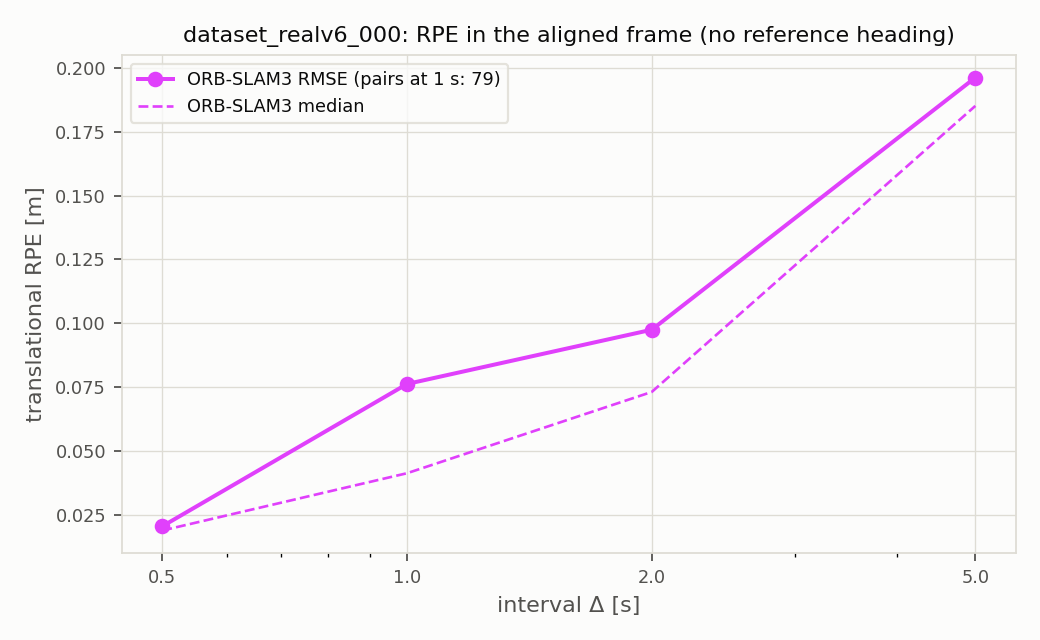 dataset_realv6_000: RPE in the aligned frame (no reference heading)
ORB-SLAM3 RMSE (pairs at 1 s: 79)
ORB-SLAM3 median
translational RPE [m]
0.200
0.175
0.150
0.125
0.100
0.075
0.050
0.025
0.5
1.0
2.0
5.0
interval Δ [s]